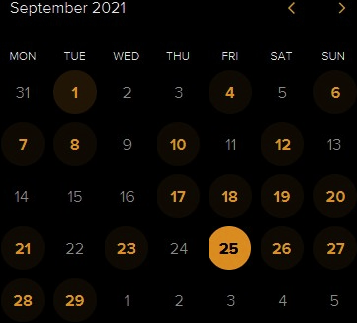 September 2021
MON TUE WED THU FRI SAT SUN
31 1 2 3 4 5 6
7 8 9 10 11 12 13
14 15 16 17 18 19 20
21 22 23 24 25 26 27
28 29 1 2 3 4 5